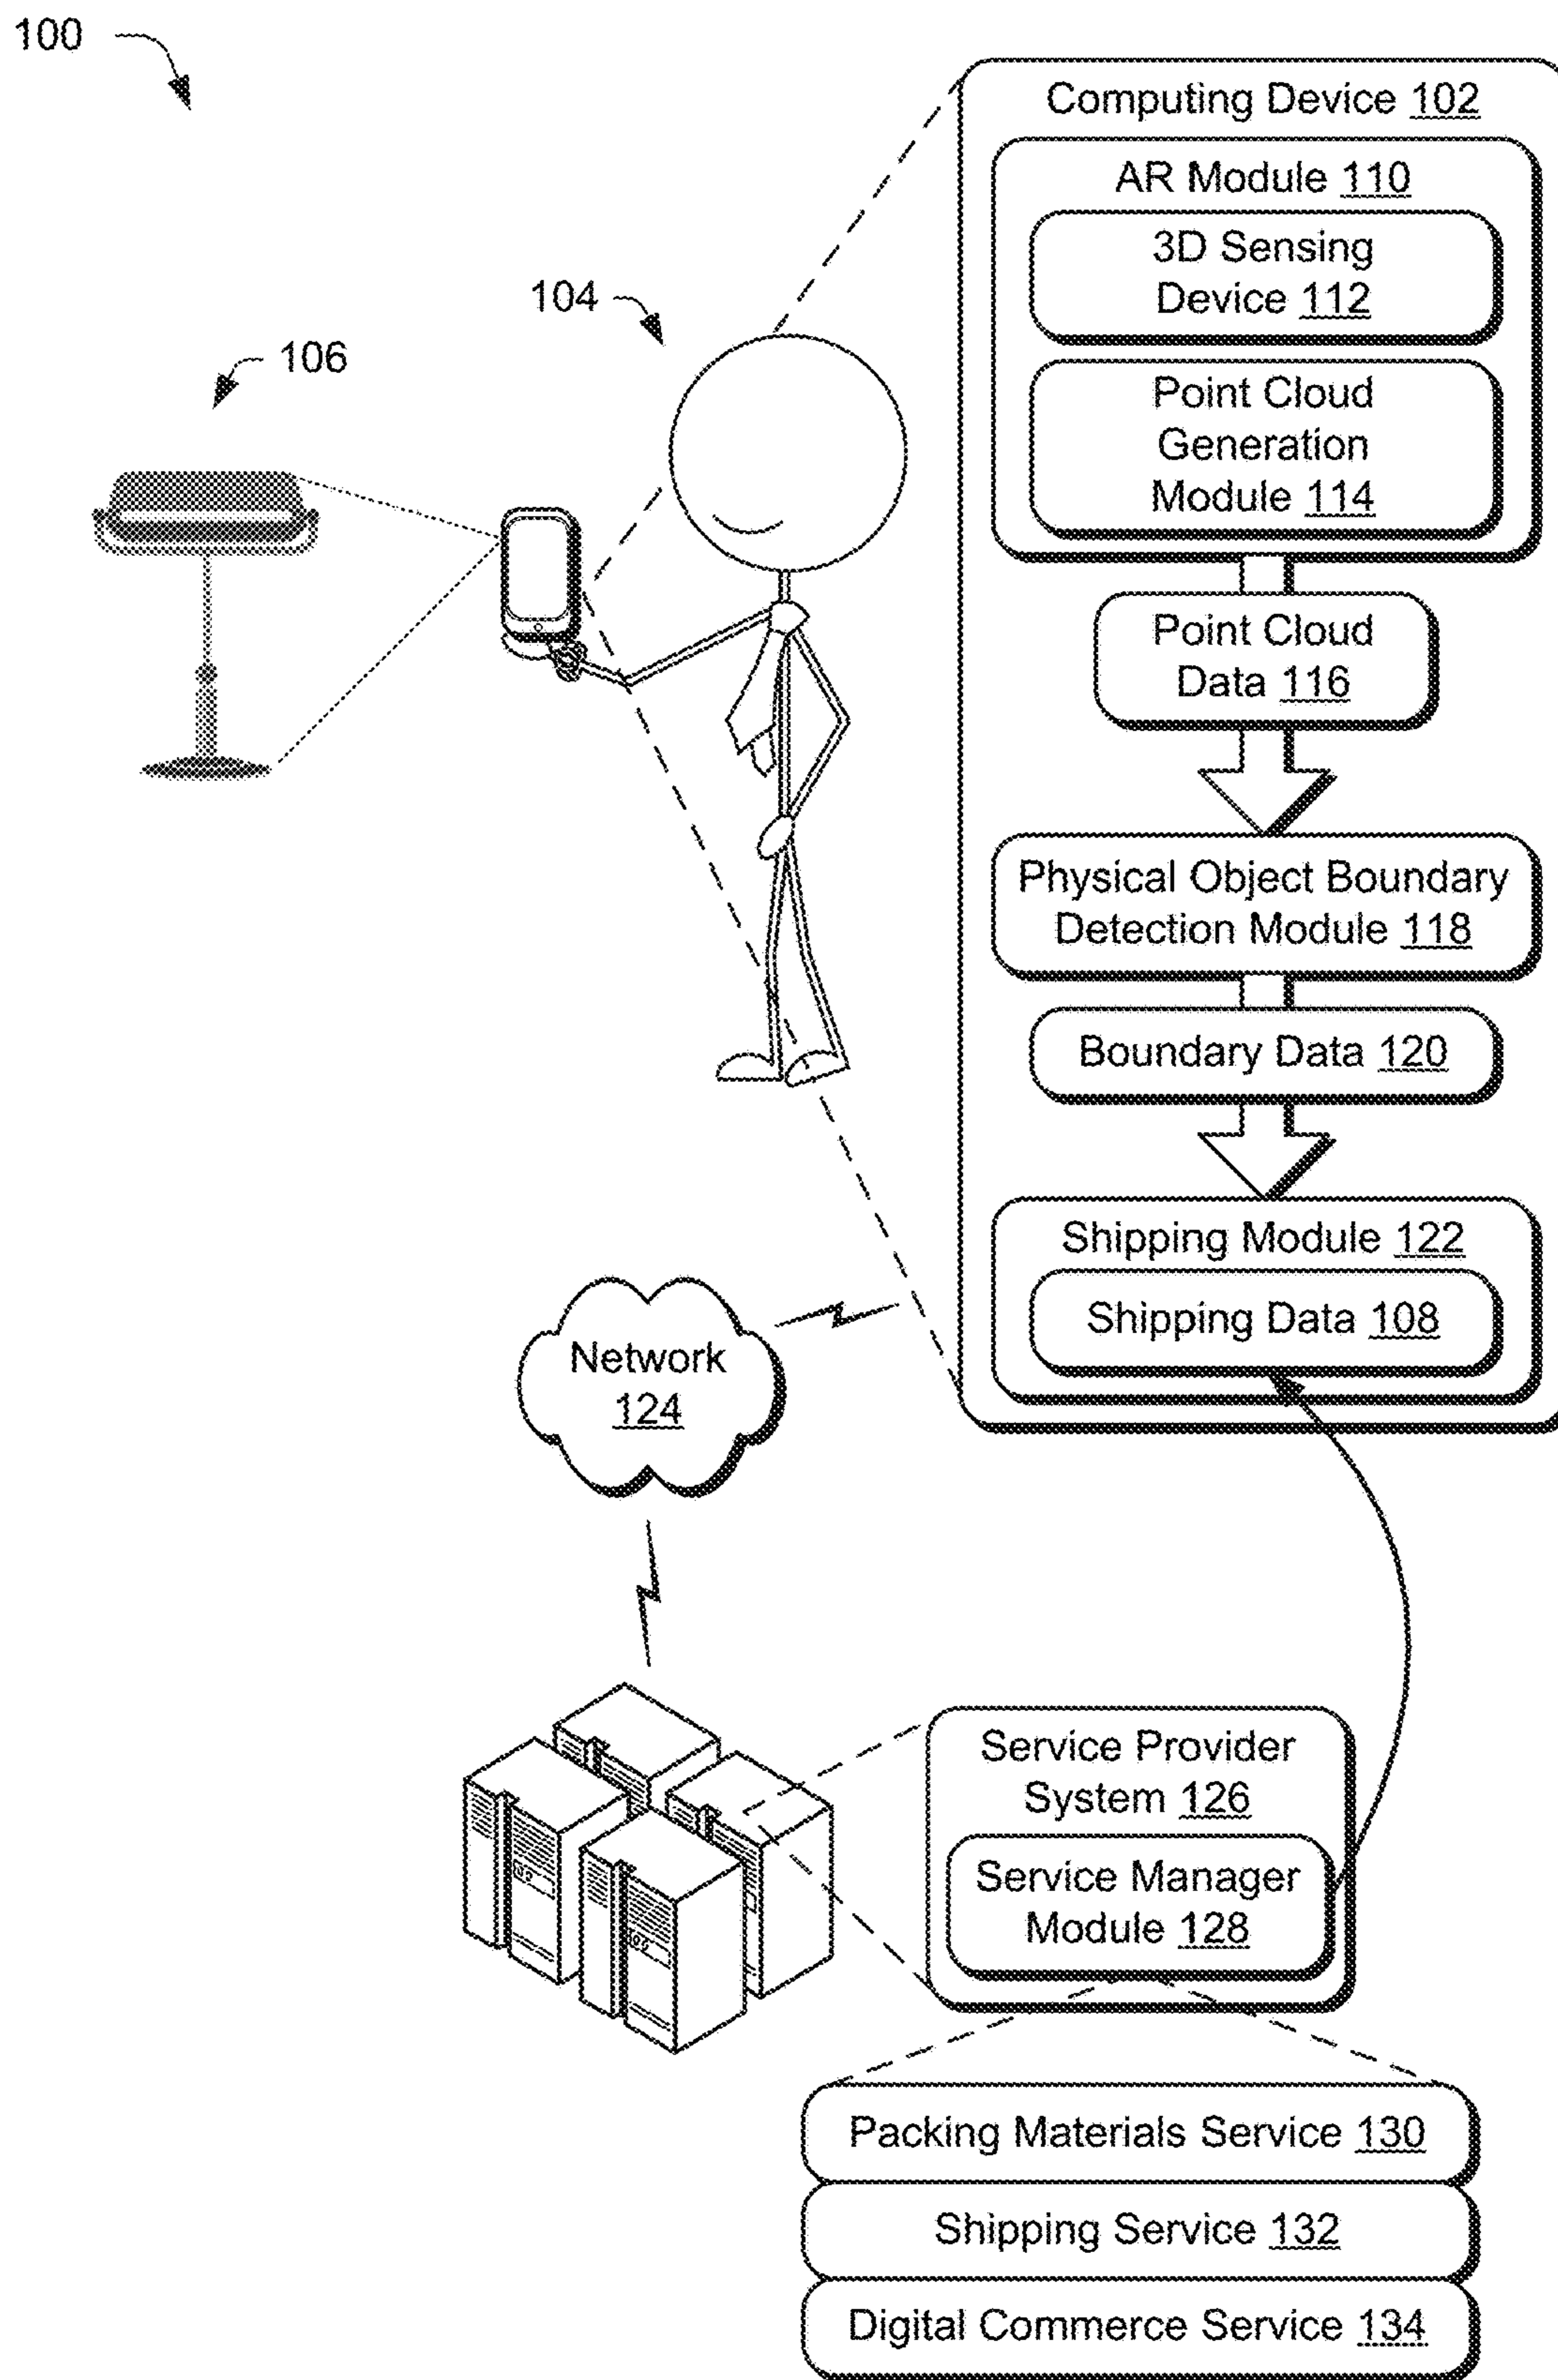 100
Computing Device 102
AR Module 110
3D Sensing
Device 112
104
106
Point Cloud
Generation
Module 114
Point Cloud
Data 116
Physical Object Boundary
Detection Module 118
Boundary Data 120
Shipping Module 122
Shipping Data 108
Network
124
Service Provider
System 126
Service Manager
Module 128
Packing Materials Service 130
Shipping Service 132
Digital Commerce Service 134